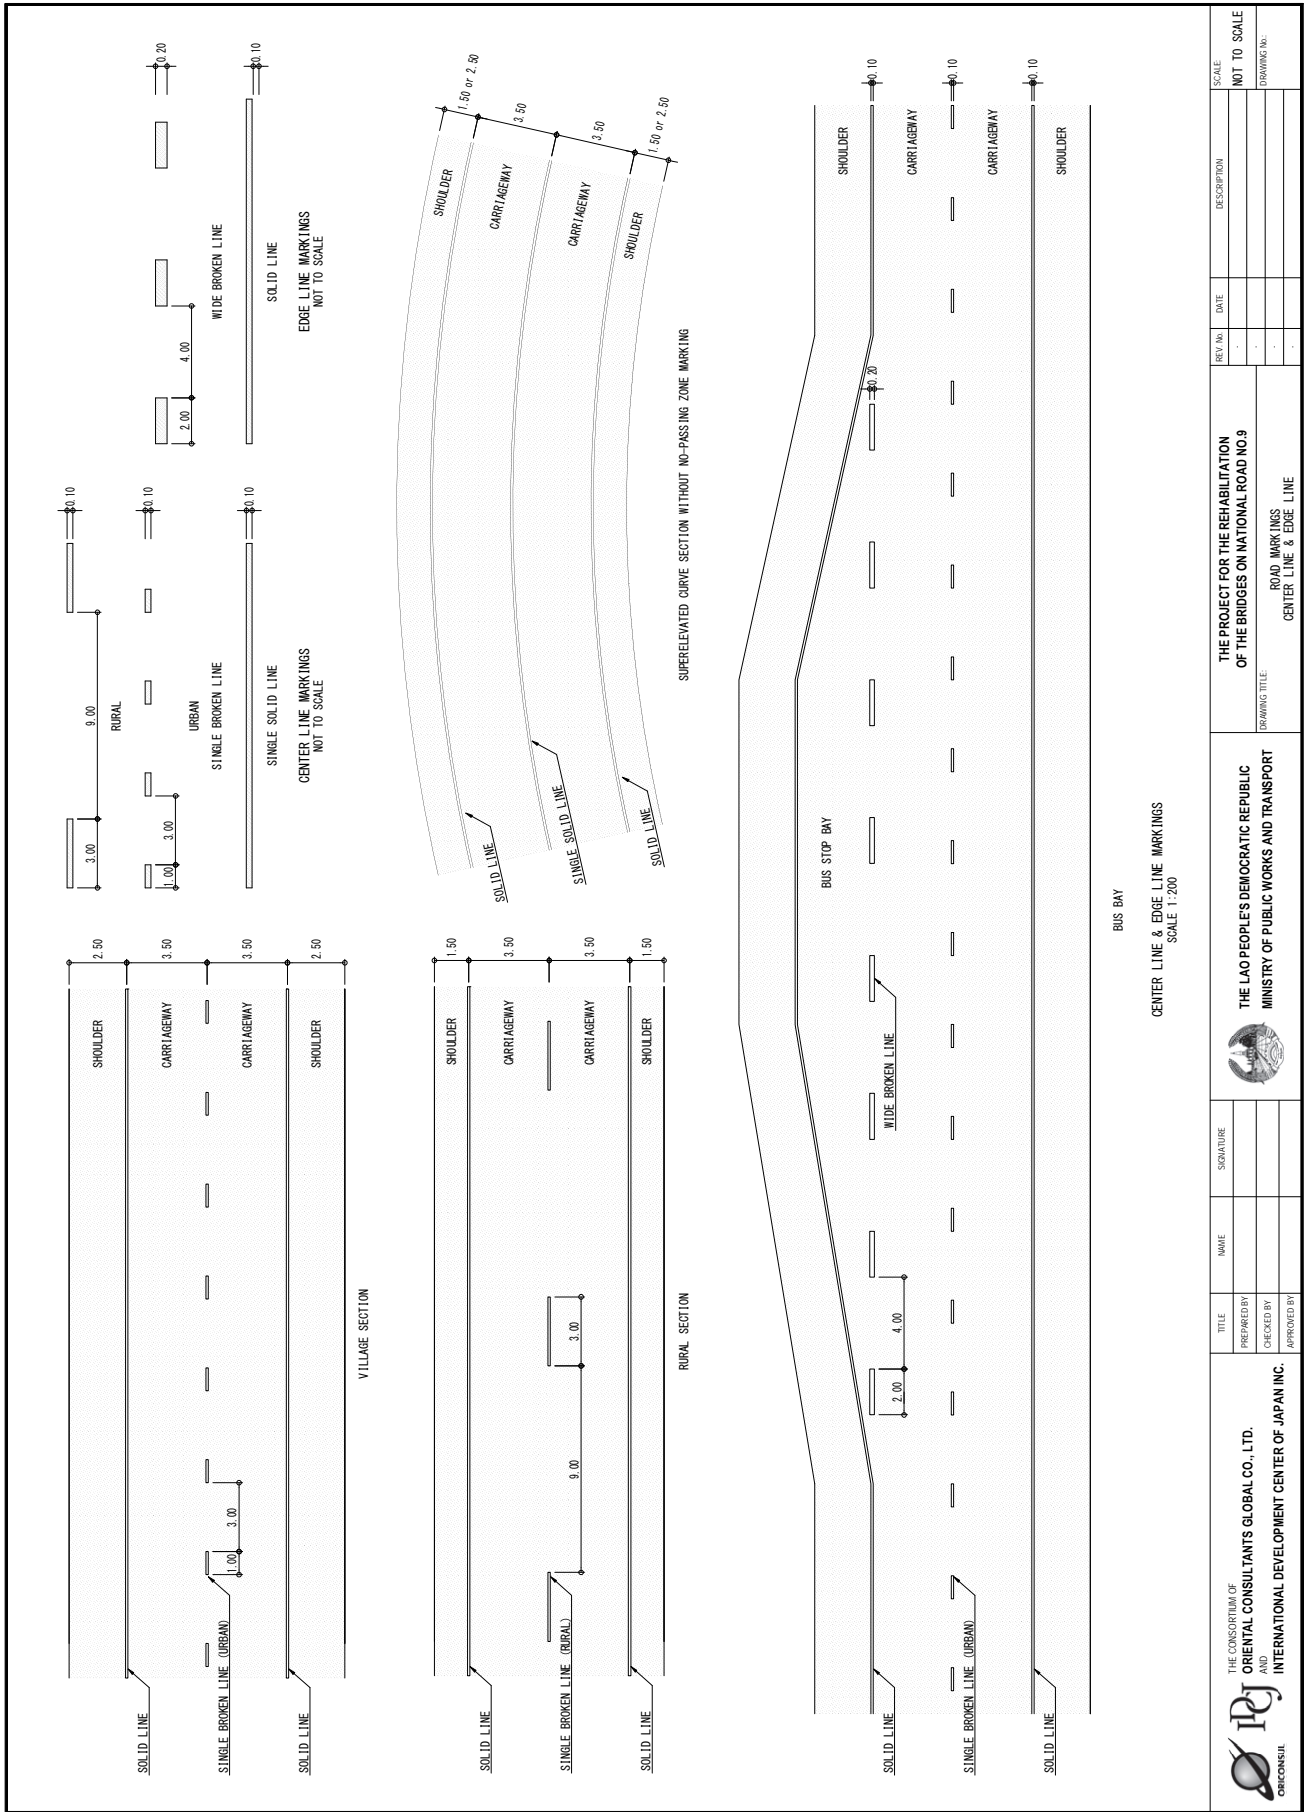 2.50
3.50
3.50
2.50
SHOULDER
CARRIAGEWAY
CARRIAGEWAY
SHOULDER
1.00
3.00
SOLID LINE
SINGLE BROKEN LINE (URBAN)
SOLID LINE
VILLAGE SECTION
3.00
9.00
0.10
RURAL
1.00
3.00
0.10
URBAN
SINGLE BROKEN LINE
0.10
SINGLE SOLID LINE
CENTER LINE MARKINGS
NOT TO SCALE
0.20
2.00
4.00
WIDE BROKEN LINE
0.10
SOLID LINE
EDGE LINE MARKINGS
NOT TO SCALE
1.50
3.50
3.50
1.50
SHOULDER
CARRIAGEWAY
CARRIAGEWAY
SHOULDER
9.00
3.00
SOLID LINE
SINGLE BROKEN LINE (RURAL)
SOLID LINE
RURAL SECTION
1.50 or 2.50
3.50
3.50
1.50 or 2.50
SHOULDER
CARRIAGEWAY
CARRIAGEWAY
SHOULDER
SOLID LINE
SINGLE SOLID LINE
SOLID LINE
SUPERELEVATED CURVE SECTION WITHOUT NO-PASSING ZONE MARKING
0.10
0.10
0.10
SHOULDER
CARRIAGEWAY
CARRIAGEWAY
SHOULDER
0.20
BUS STOP BAY
WIDE BROKEN LINE
2.00
4.00
SOLID LINE
SINGLE BROKEN LINE (URBAN)
SOLID LINE
BUS BAY
CENTER LINE & EDGE LINE MARKINGS
SCALE 1:200
ORICONSUL
IDCJ
THE CONSORTIUM OF
ORIENTAL CONSULTANTS GLOBAL CO., LTD.
AND
INTERNATIONAL DEVELOPMENT CENTER OF JAPAN INC.
TITLE
NAME
SIGNATURE
PREPARED BY
CHECKED BY
APPROVED BY
THE LAO PEOPLE'S DEMOCRATIC REPUBLIC
MINISTRY OF PUBLIC WORKS AND TRANSPORT
THE PROJECT FOR THE REHABILITATION
OF THE BRIDGES ON NATIONAL ROAD NO.9
DRAWING TITLE:
ROAD MARKINGS
CENTER LINE & EDGE LINE
REV. No.
DATE
DESCRIPTION
-
-
-
-
SCALE:
NOT TO SCALE
DRAWING No.: